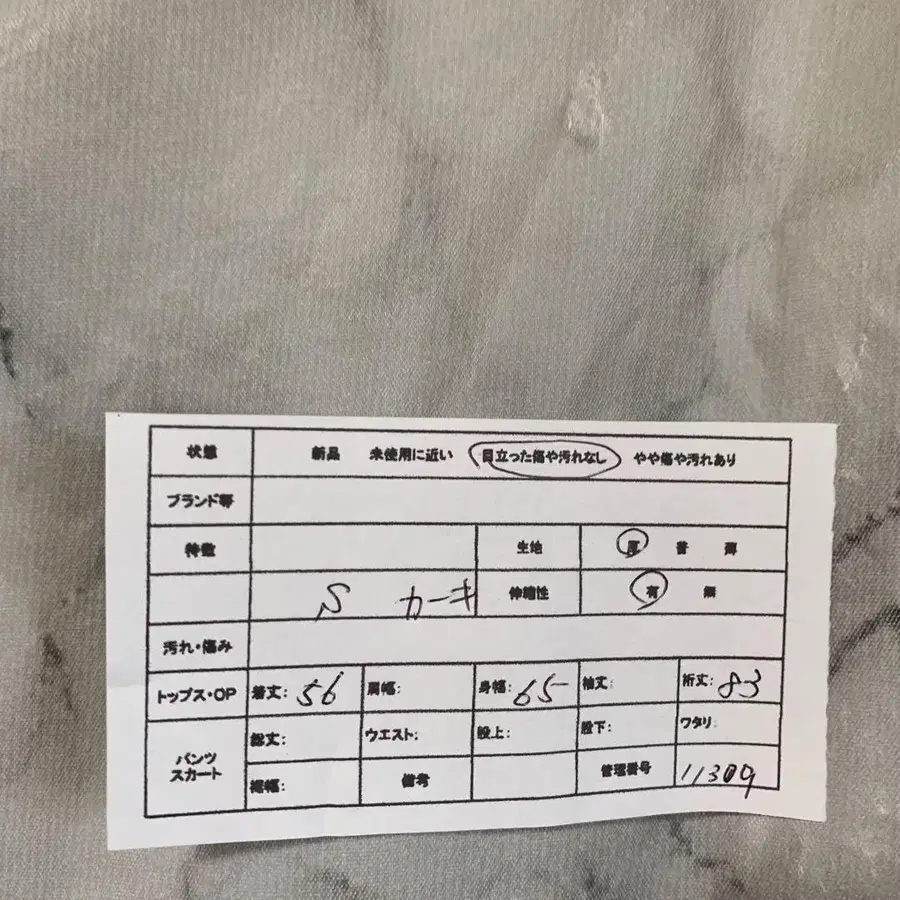 状態 新品 未使用に近い 目立った傷や汚れなし やや傷や汚れあり
ブランド等
特徴 生地 厚 普 薄
S カーキ 伸縮性 有 無
汚れ・傷み
トップス・OP 着丈: 56 肩幅: 身幅: 65 袖丈: 裄丈: 83
パンツ スカート 総丈: ウエスト: 股上: 股下: ワタリ:
裾幅: 備考 管理番号 11309